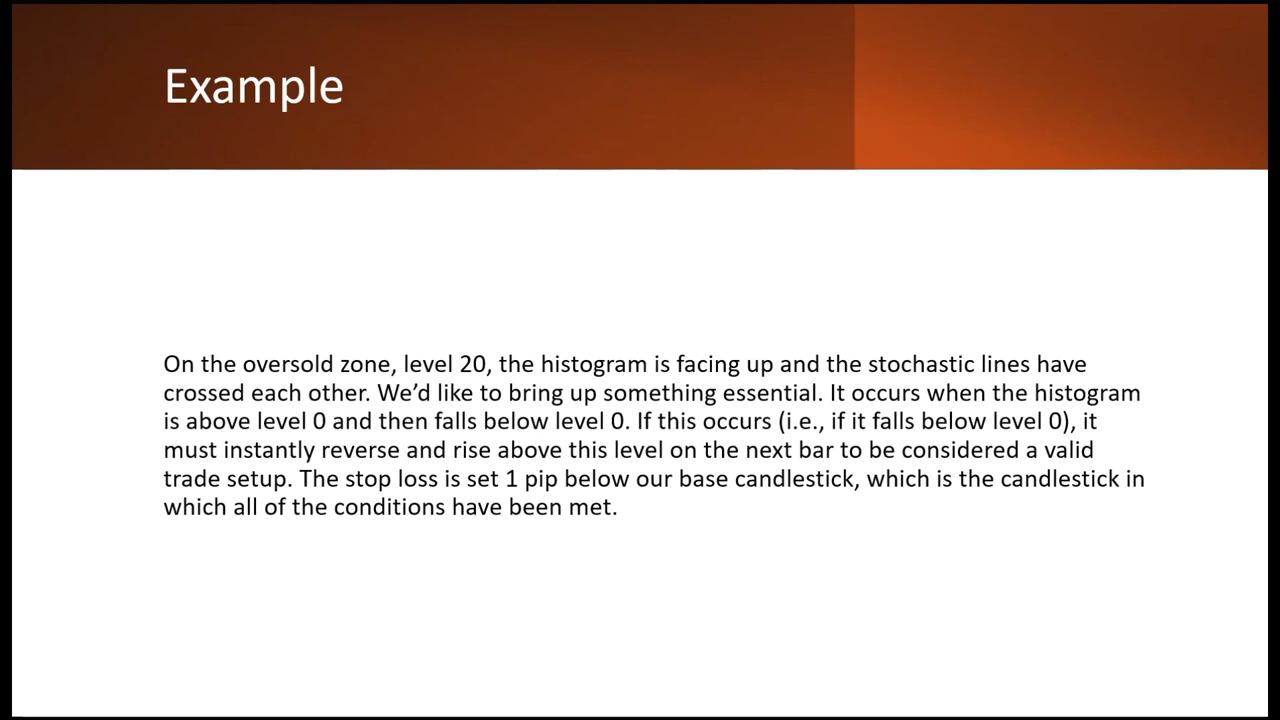 Example
On the oversold zone, level 20, the histogram is facing up and the stochastic lines have
crossed each other. We’d like to bring up something essential. It occurs when the histogram
is above level 0 and then falls below level 0. If this occurs (i.e., if it falls below level 0), it
must instantly reverse and rise above this level on the next bar to be considered a valid
trade setup. The stop loss is set 1 pip below our base candlestick, which is the candlestick in
which all of the conditions have been met.